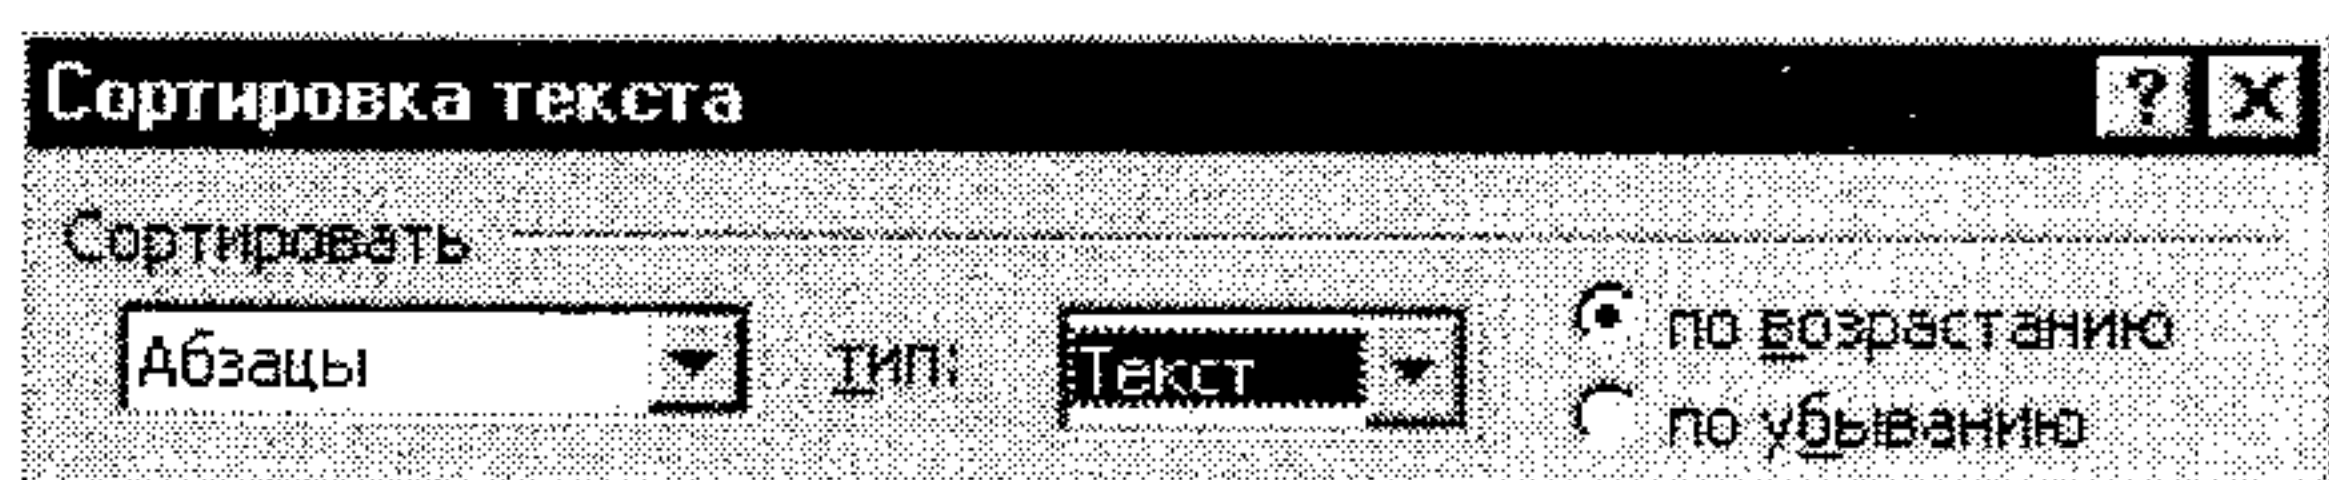 Сортировка текста ? ×
Сортировать
Абзацы тип: Текст по возрастанию
по убыванию